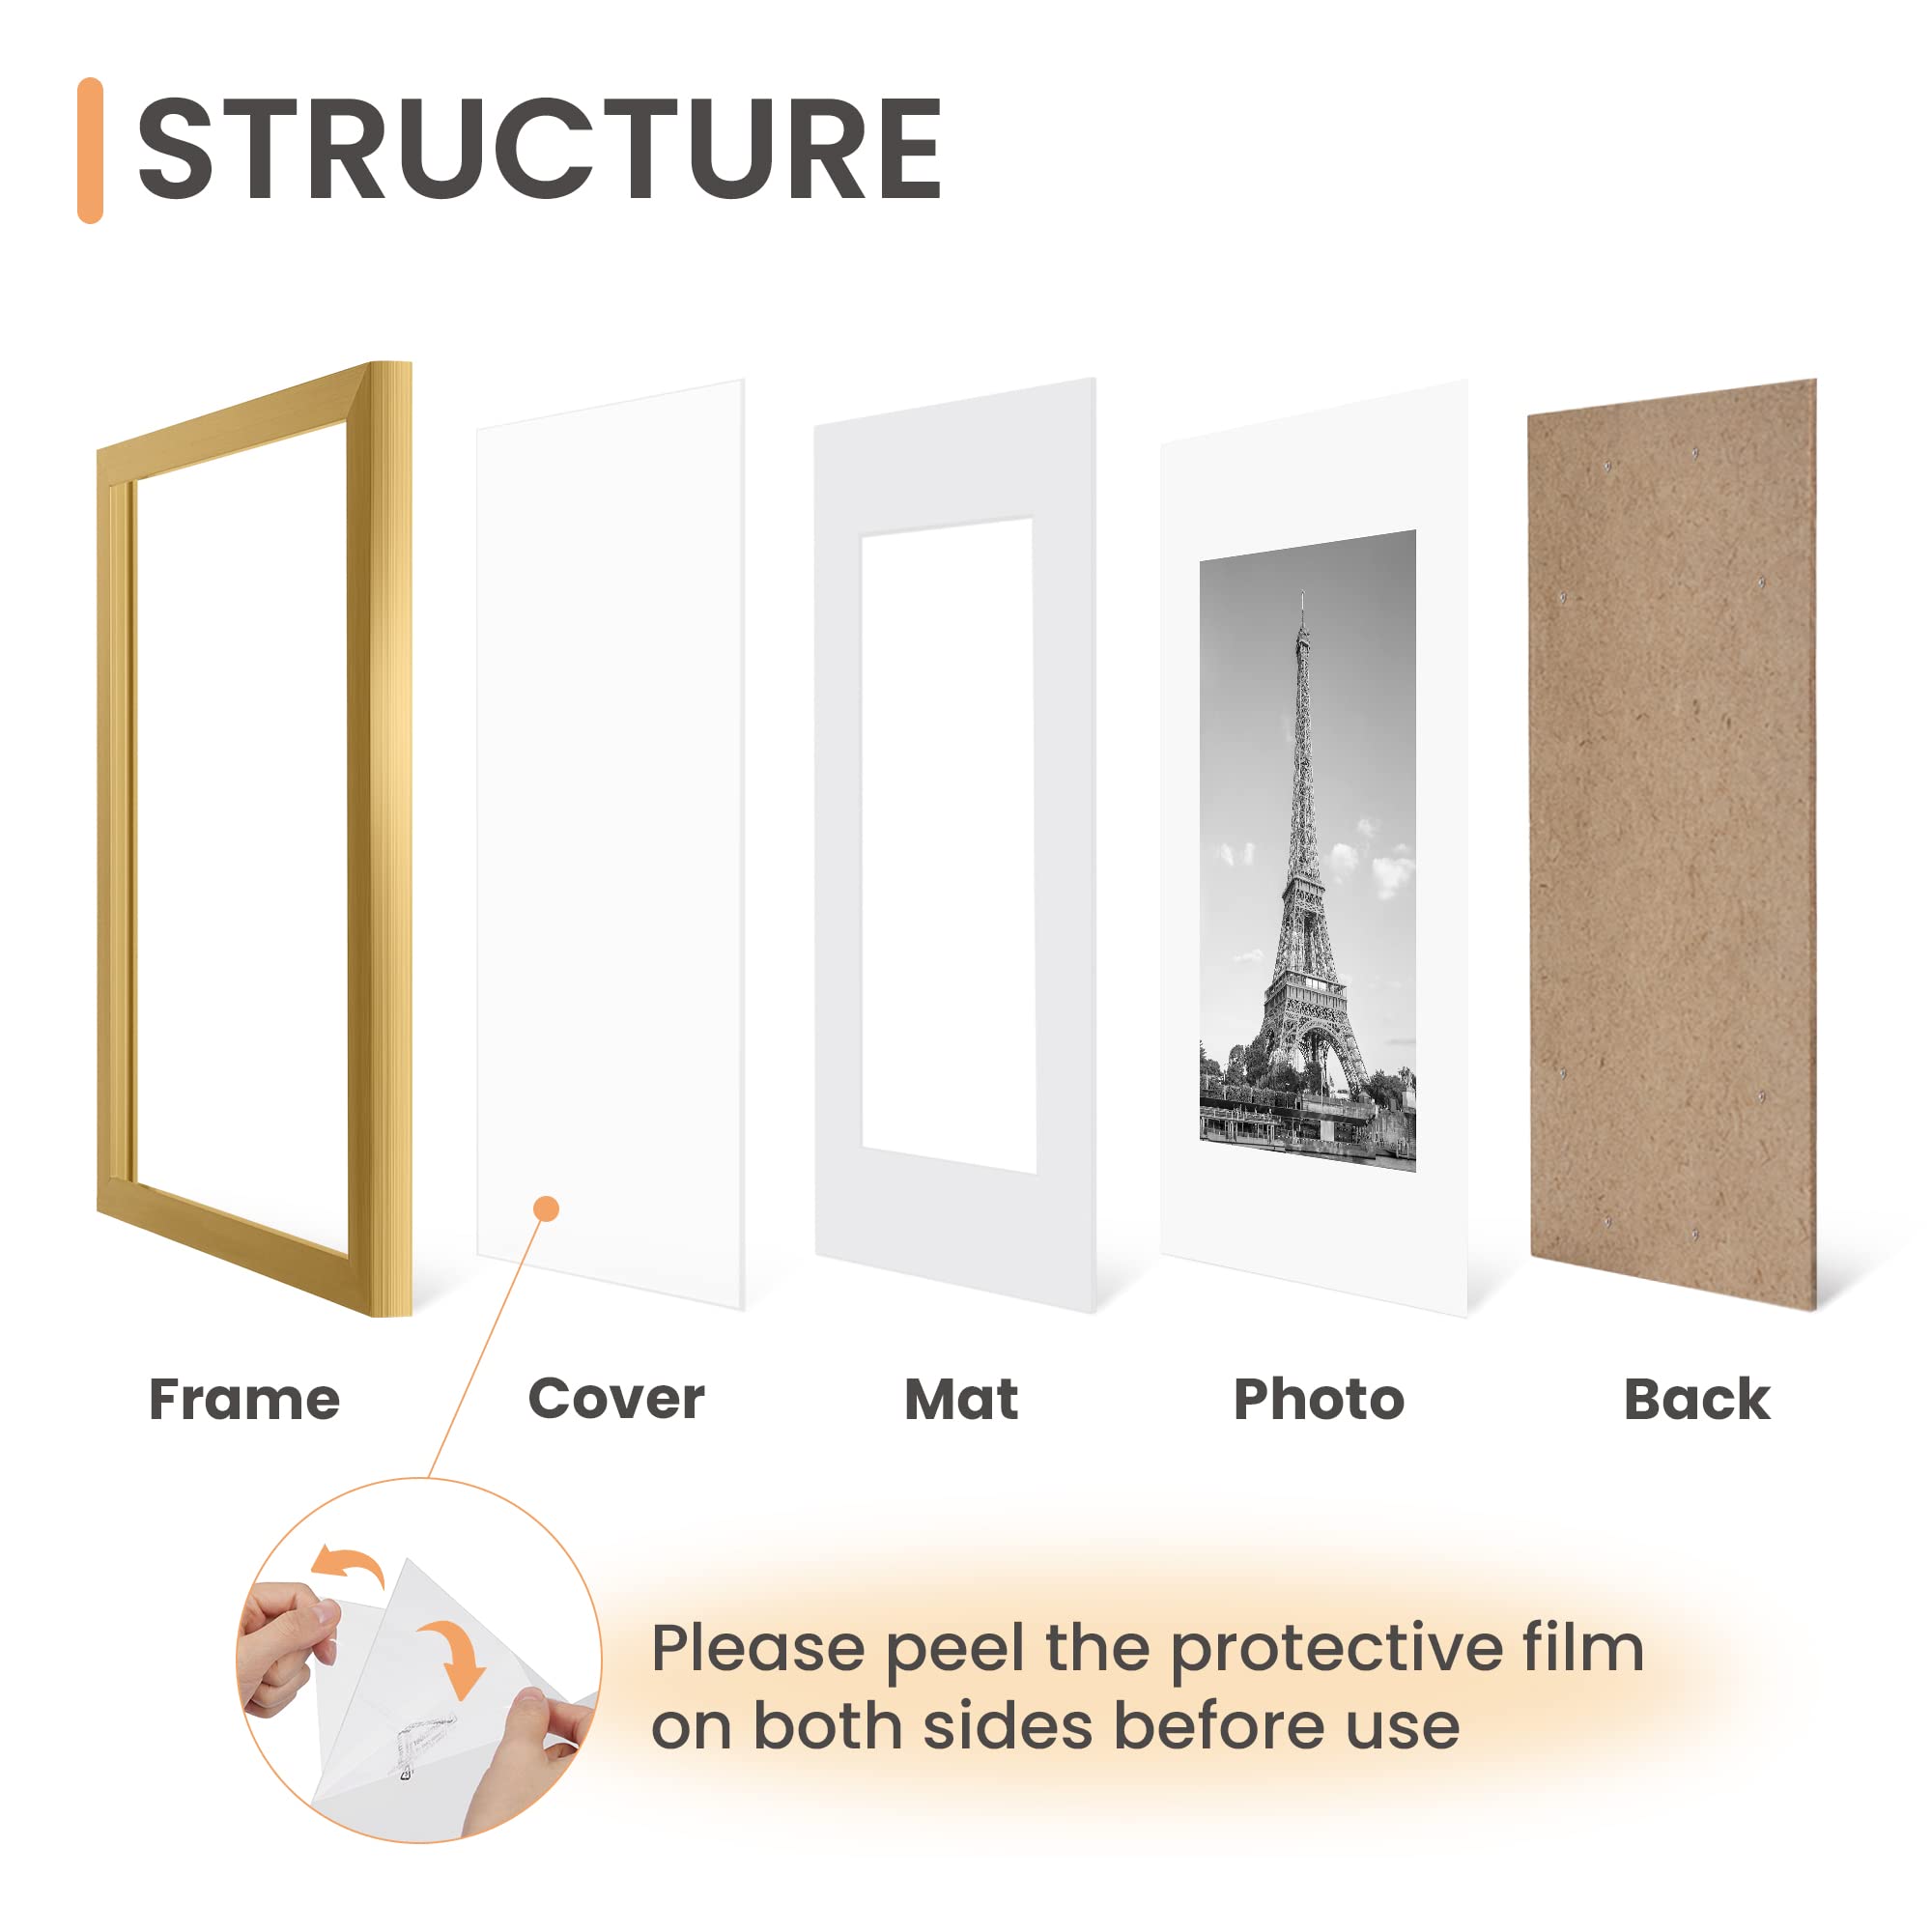 STRUCTURE
Frame
Cover
Mat
Photo
Back
Please peel the protective film
on both sides before use